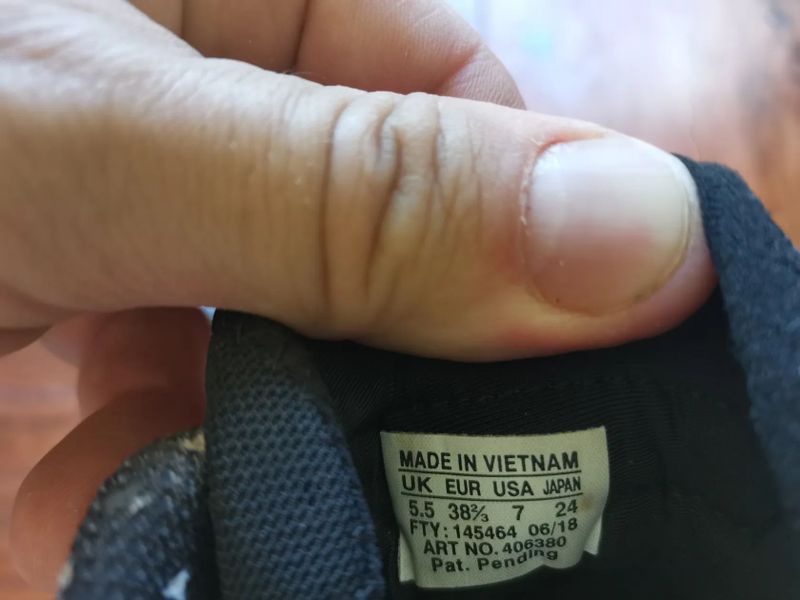 MADE IN VIETNAM
UK EUR USA JAPAN
5.5 38⅔ 7 24
FTY: 145464 06/18
ART NO. 406380
Pat. Pending